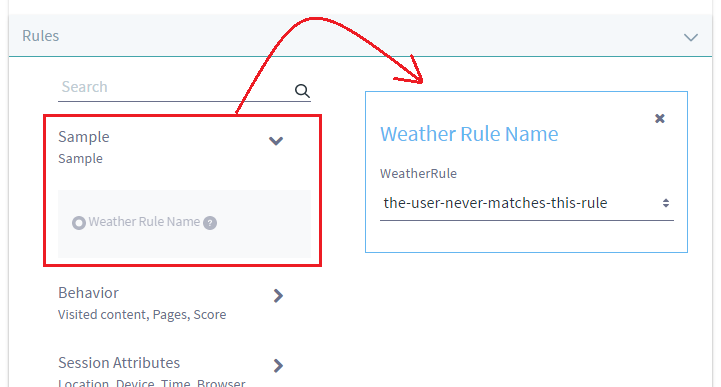 Rules
Search
Sample
Sample
Weather Rule Name ?
Behavior
Visited content, Pages, Score
Session Attributes
Location, Device, Time, Browser
Weather Rule Name
WeatherRule
the-user-never-matches-this-rule